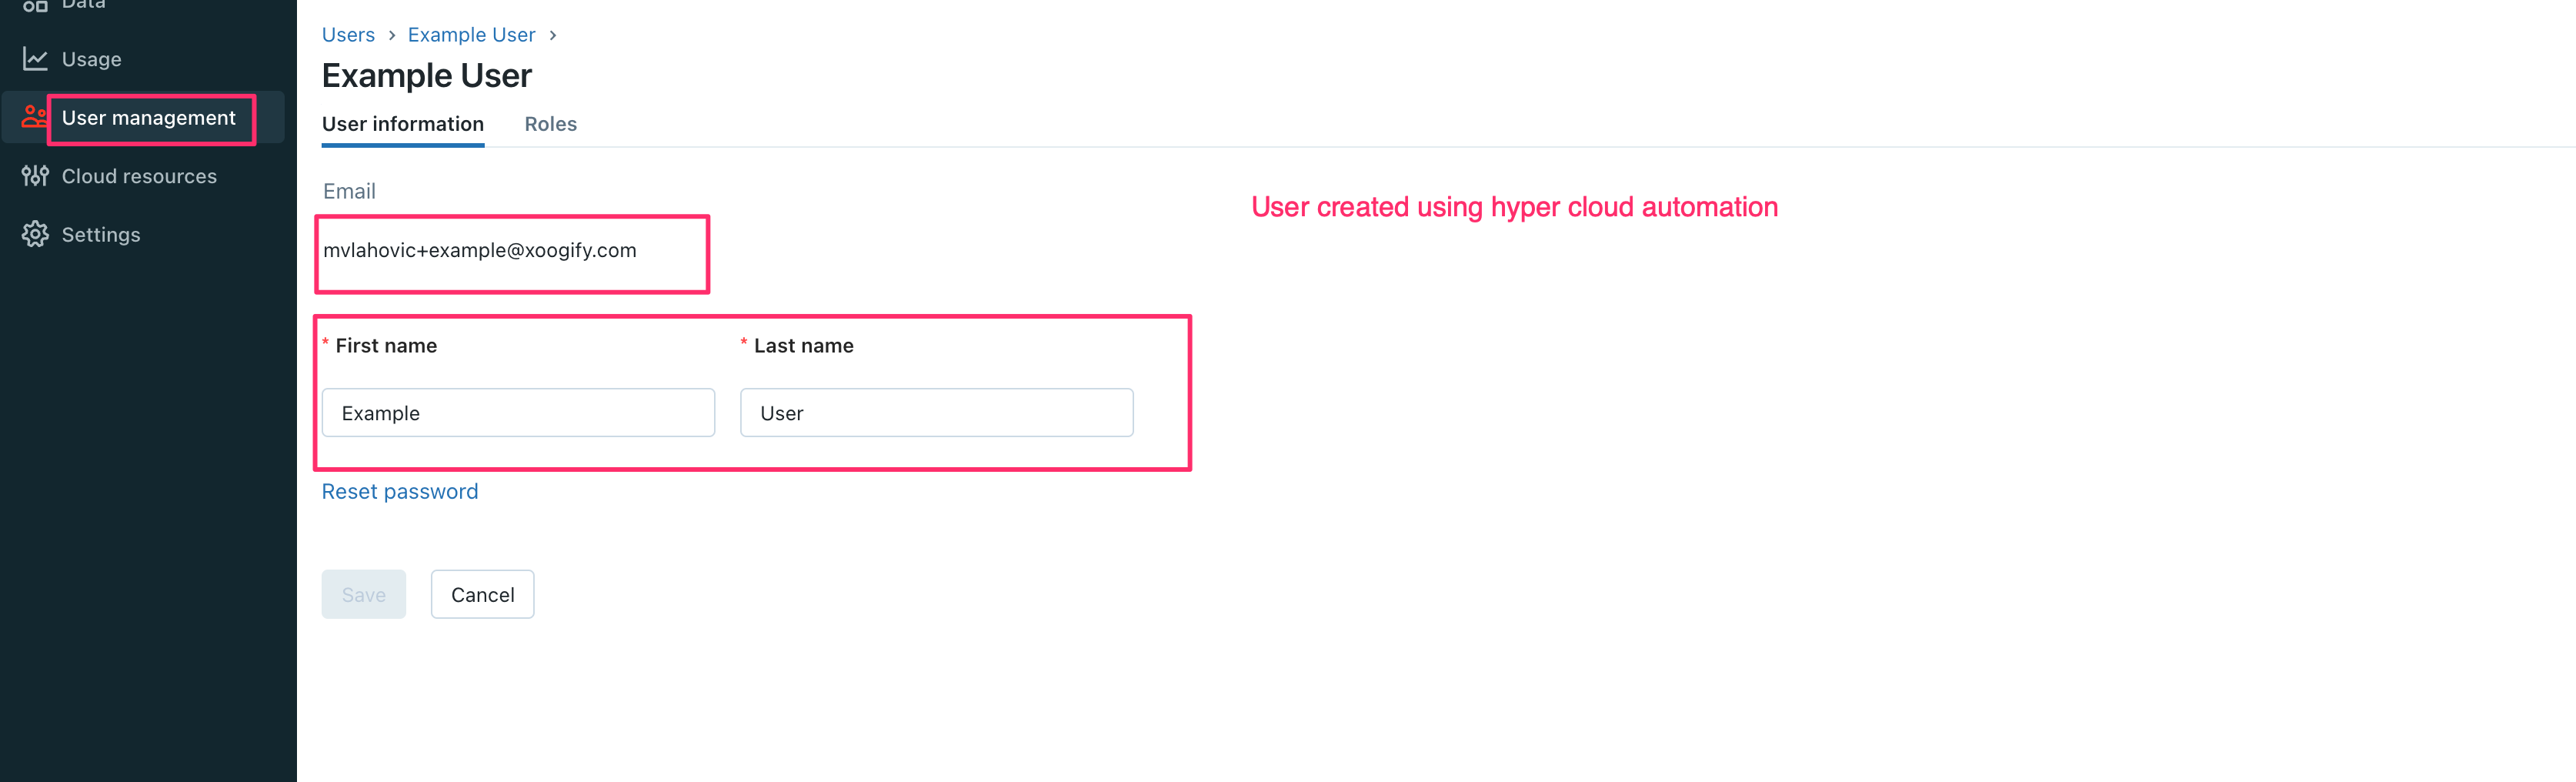 Data
Usage
User management
Cloud resources
Settings
Users > Example User >
Example User
User information Roles
Email
User created using hyper cloud automation
mvlahovic+example@xoogify.com
* First name * Last name
Example User
Reset password
Save Cancel